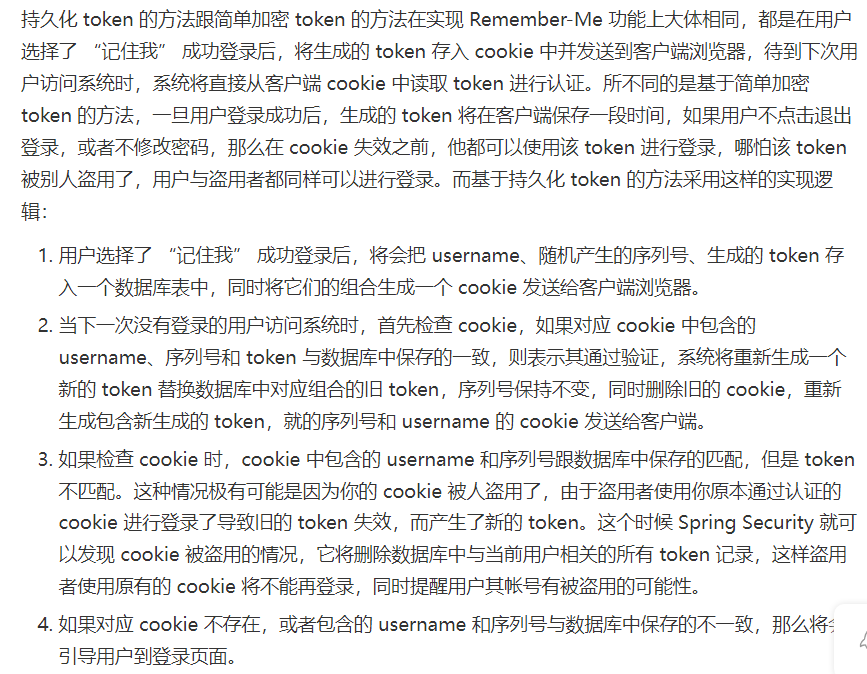 持久化 token 的方法跟简单加密 token 的方法在实现 Remember-Me 功能上大体相同，都是在用户
选择了 “记住我” 成功登录后，将生成的 token 存入 cookie 中并发送到客户端浏览器，待到下次用
户访问系统时，系统将直接从客户端 cookie 中读取 token 进行认证。所不同的是基于简单加密
token 的方法，一旦用户登录成功后，生成的 token 将在客户端保存一段时间，如果用户不点击退出
登录，或者不修改密码，那么在 cookie 失效之前，他都可以使用该 token 进行登录，哪怕该 token
被别人盗用了，用户与盗用者都同样可以进行登录。而基于持久化 token 的方法采用这样的实现逻
辑：
1. 用户选择了 “记住我” 成功登录后，将会把 username、随机产生的序列号、生成的 token 存
入一个数据库表中，同时将它们的组合生成一个 cookie 发送给客户端浏览器。
2. 当下一次没有登录的用户访问系统时，首先检查 cookie，如果对应 cookie 中包含的
username、序列号和 token 与数据库中保存的一致，则表示其通过验证，系统将重新生成一个
新的 token 替换数据库中对应组合的旧 token，序列号保持不变，同时删除旧的 cookie，重新
生成包含新生成的 token，就的序列号和 username 的 cookie 发送给客户端。
3. 如果检查 cookie 时，cookie 中包含的 username 和序列号跟数据库中保存的匹配，但是 token
不匹配。这种情况极有可能是因为你的 cookie 被人盗用了，由于盗用者使用你原本通过认证的
cookie 进行登录了导致旧的 token 失效，而产生了新的 token。这个时候 Spring Security 就可
以发现 cookie 被盗用的情况，它将删除数据库中与当前用户相关的所有 token 记录，这样盗用
者使用原有的 cookie 将不能再登录，同时提醒用户其帐号有被盗用的可能性。
4. 如果对应 cookie 不存在，或者包含的 username 和序列号与数据库中保存的不一致，那么将会
引导用户到登录页面。